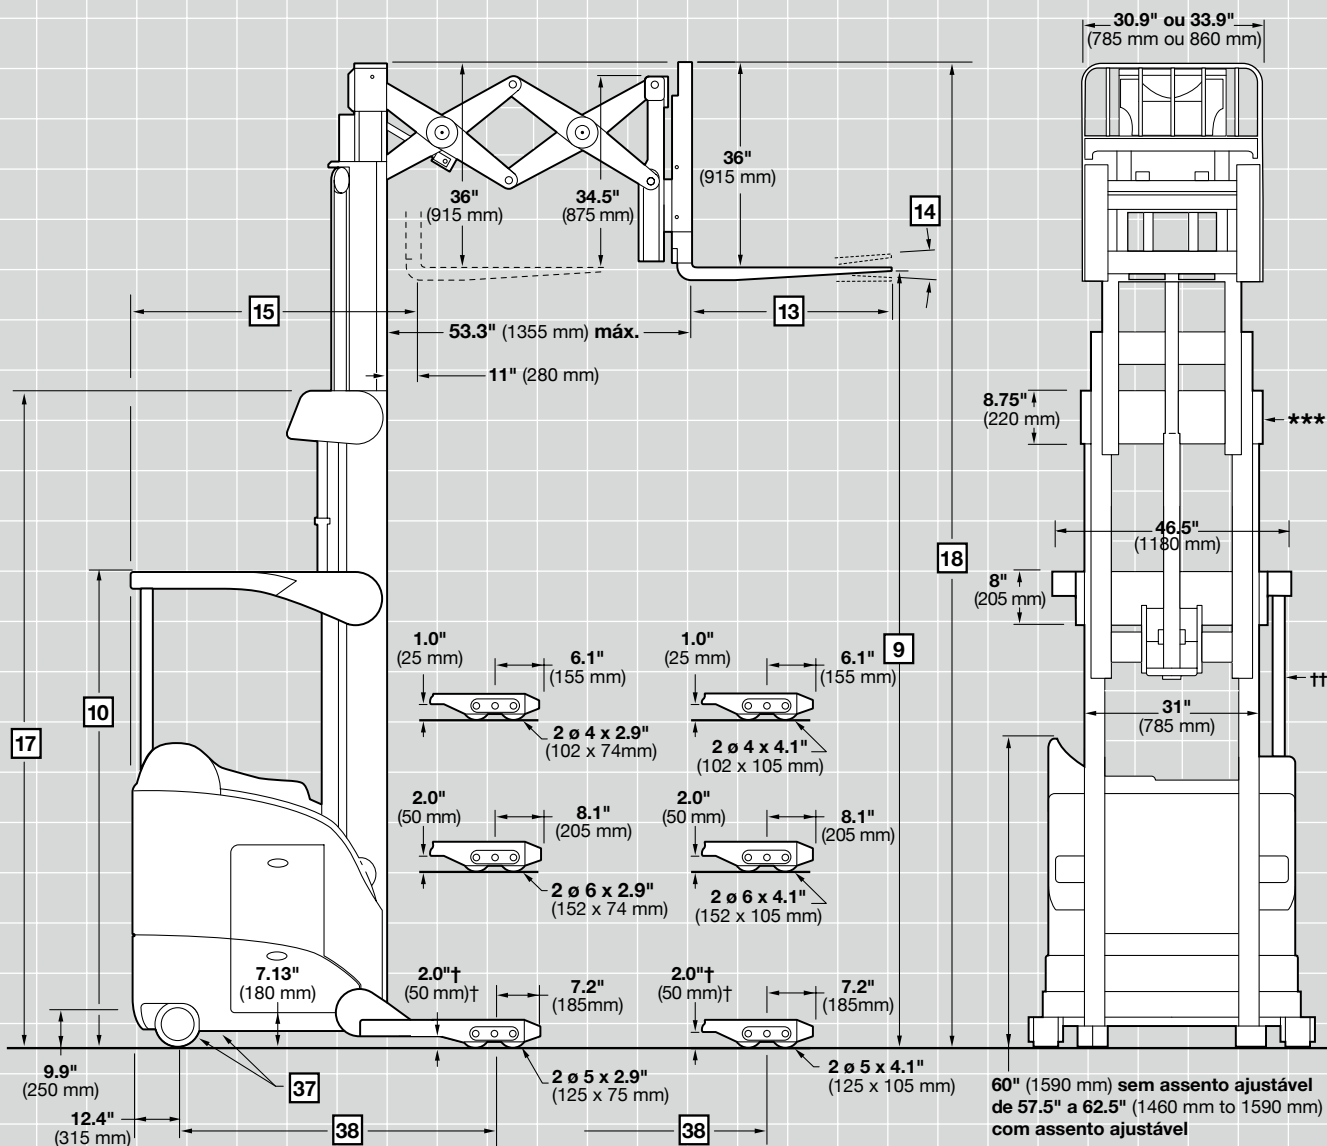 30.9" ou 33.9"
(785 mm ou 860 mm)
36"
(915 mm)
34.5"
(875 mm)
36"
(915 mm)
14
15
13
53.3" (1355 mm) máx.
11" (280 mm)
8.75"
(220 mm)
***
46.5"
(1180 mm)
18
8"
(205 mm)
9
1.0"
(25 mm)
6.1"
(155 mm)
1.0"
(25 mm)
6.1"
(155 mm)
††
10
17
31"
(785 mm)
2 ø 4 x 2.9"
(102 x 74mm)
2 ø 4 x 4.1"
(102 x 105 mm)
2.0"
(50 mm)
8.1"
(205 mm)
2.0"
(50 mm)
8.1"
(205 mm)
2 ø 6 x 2.9"
(152 x 74 mm)
2 ø 6 x 4.1"
(152 x 105 mm)
7.13"
(180 mm)
2.0"†
(50 mm)†
7.2"
(185mm)
2.0"†
(50 mm)†
7.2"
(185mm)
9.9"
(250 mm)
37
2 ø 5 x 2.9"
(125 x 75 mm)
2 ø 5 x 4.1"
(125 x 105 mm)
60" (1590 mm) sem assento ajustável
de 57.5" a 62.5" (1460 mm to 1590 mm)
com assento ajustável
12.4"
(315 mm)
38
38